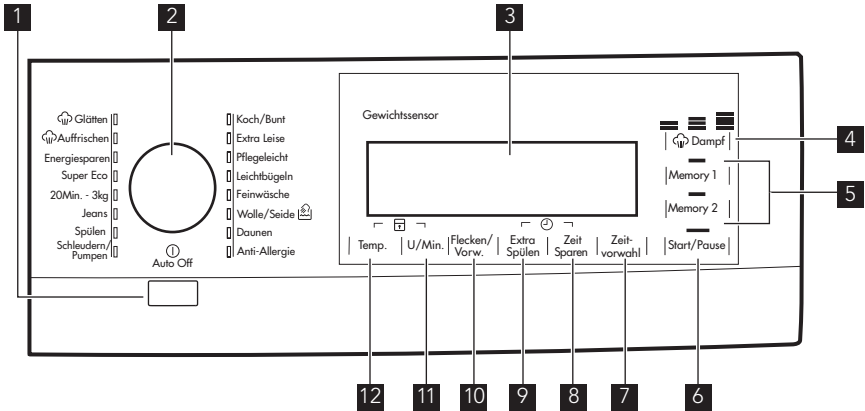 1
2
3
Glätten
Auffrischen
Energiesparen
Super Eco
20Min. - 3kg
Jeans
Spülen
Schleudern/
Pumpen
Auto Off
Koch/Bunt
Extra Leise
Pflegeleicht
Leichtbügeln
Feinwäsche
Wolle/Seide
Daunen
Anti-Allergie
Gewichtssensor
Temp.
U/Min.
Flecken/
Vorw.
Extra
Spülen
Zeit
Sparen
Zeit-
vorwahl
Dampf
Memory 1
Memory 2
Start/Pause
4
5
12
11
10
9
8
7
6